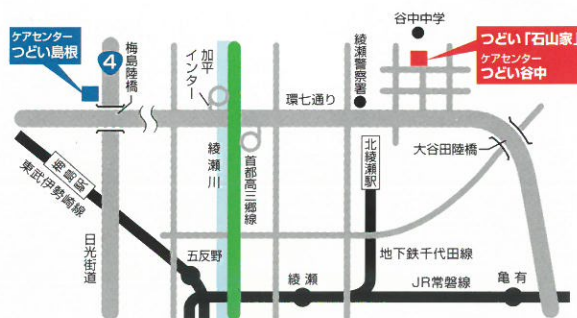 ケアセンター
つどい島根
4
梅島陸橋
加平
インター
環七通り
綾瀬警察署
谷中中学
つどい「石山家」
ケアセンター
つどい谷中
大谷田陸橋
北綾瀬駅
首都高三郷線
綾瀬川
梅島駅
東武伊勢崎線
日光街道
五反野
綾瀬
地下鉄千代田線
JR常磐線
亀有